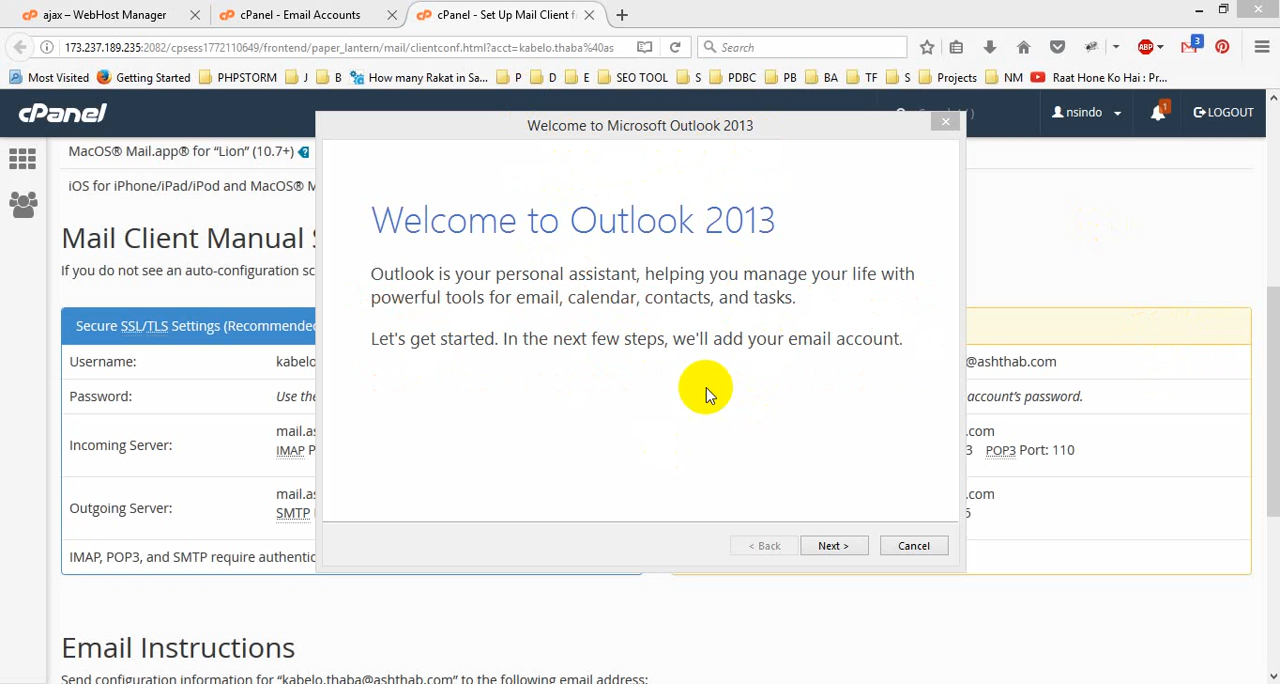 ajax – WebHost Manager
cPanel - Email Accounts
cPanel - Set Up Mail Client f
173.237.189.235:2082/cpsess1772110649/frontend/paper_lantern/mail/clientconf.html?acct=kabelo.thaba%40as
Search
3
ABP
Most Visited Getting Started PHPSTORM J B How many Rakat in Sa... P D E SEO TOOL S PDBC PB BA TF S Projects NM Raat Hone Ko Hai : Pr...
cPanel
nsindo
1
LOGOUT
Welcome to Microsoft Outlook 2013
MacOS® Mail.app® for “Lion” (10.7+)
iOS for iPhone/iPad/iPod and MacOS® M
Welcome to Outlook 2013
Mail Client Manual S
If you do not see an auto-configuration sc
Outlook is your personal assistant, helping you manage your life with
powerful tools for email, calendar, contacts, and tasks.
Let's get started. In the next few steps, we'll add your email account.
Secure SSL/TLS Settings (Recommended
Username: kabelo
@ashthab.com
Password: Use the
account’s password.
Incoming Server: mail.as
IMAP P
.com
3 POP3 Port: 110
Outgoing Server: mail.as
SMTP
.com
IMAP, POP3, and SMTP require authentic
< Back Next > Cancel
Email Instructions
Send configuration information for “kabelo.thaba@ashthab.com” to the following email address: